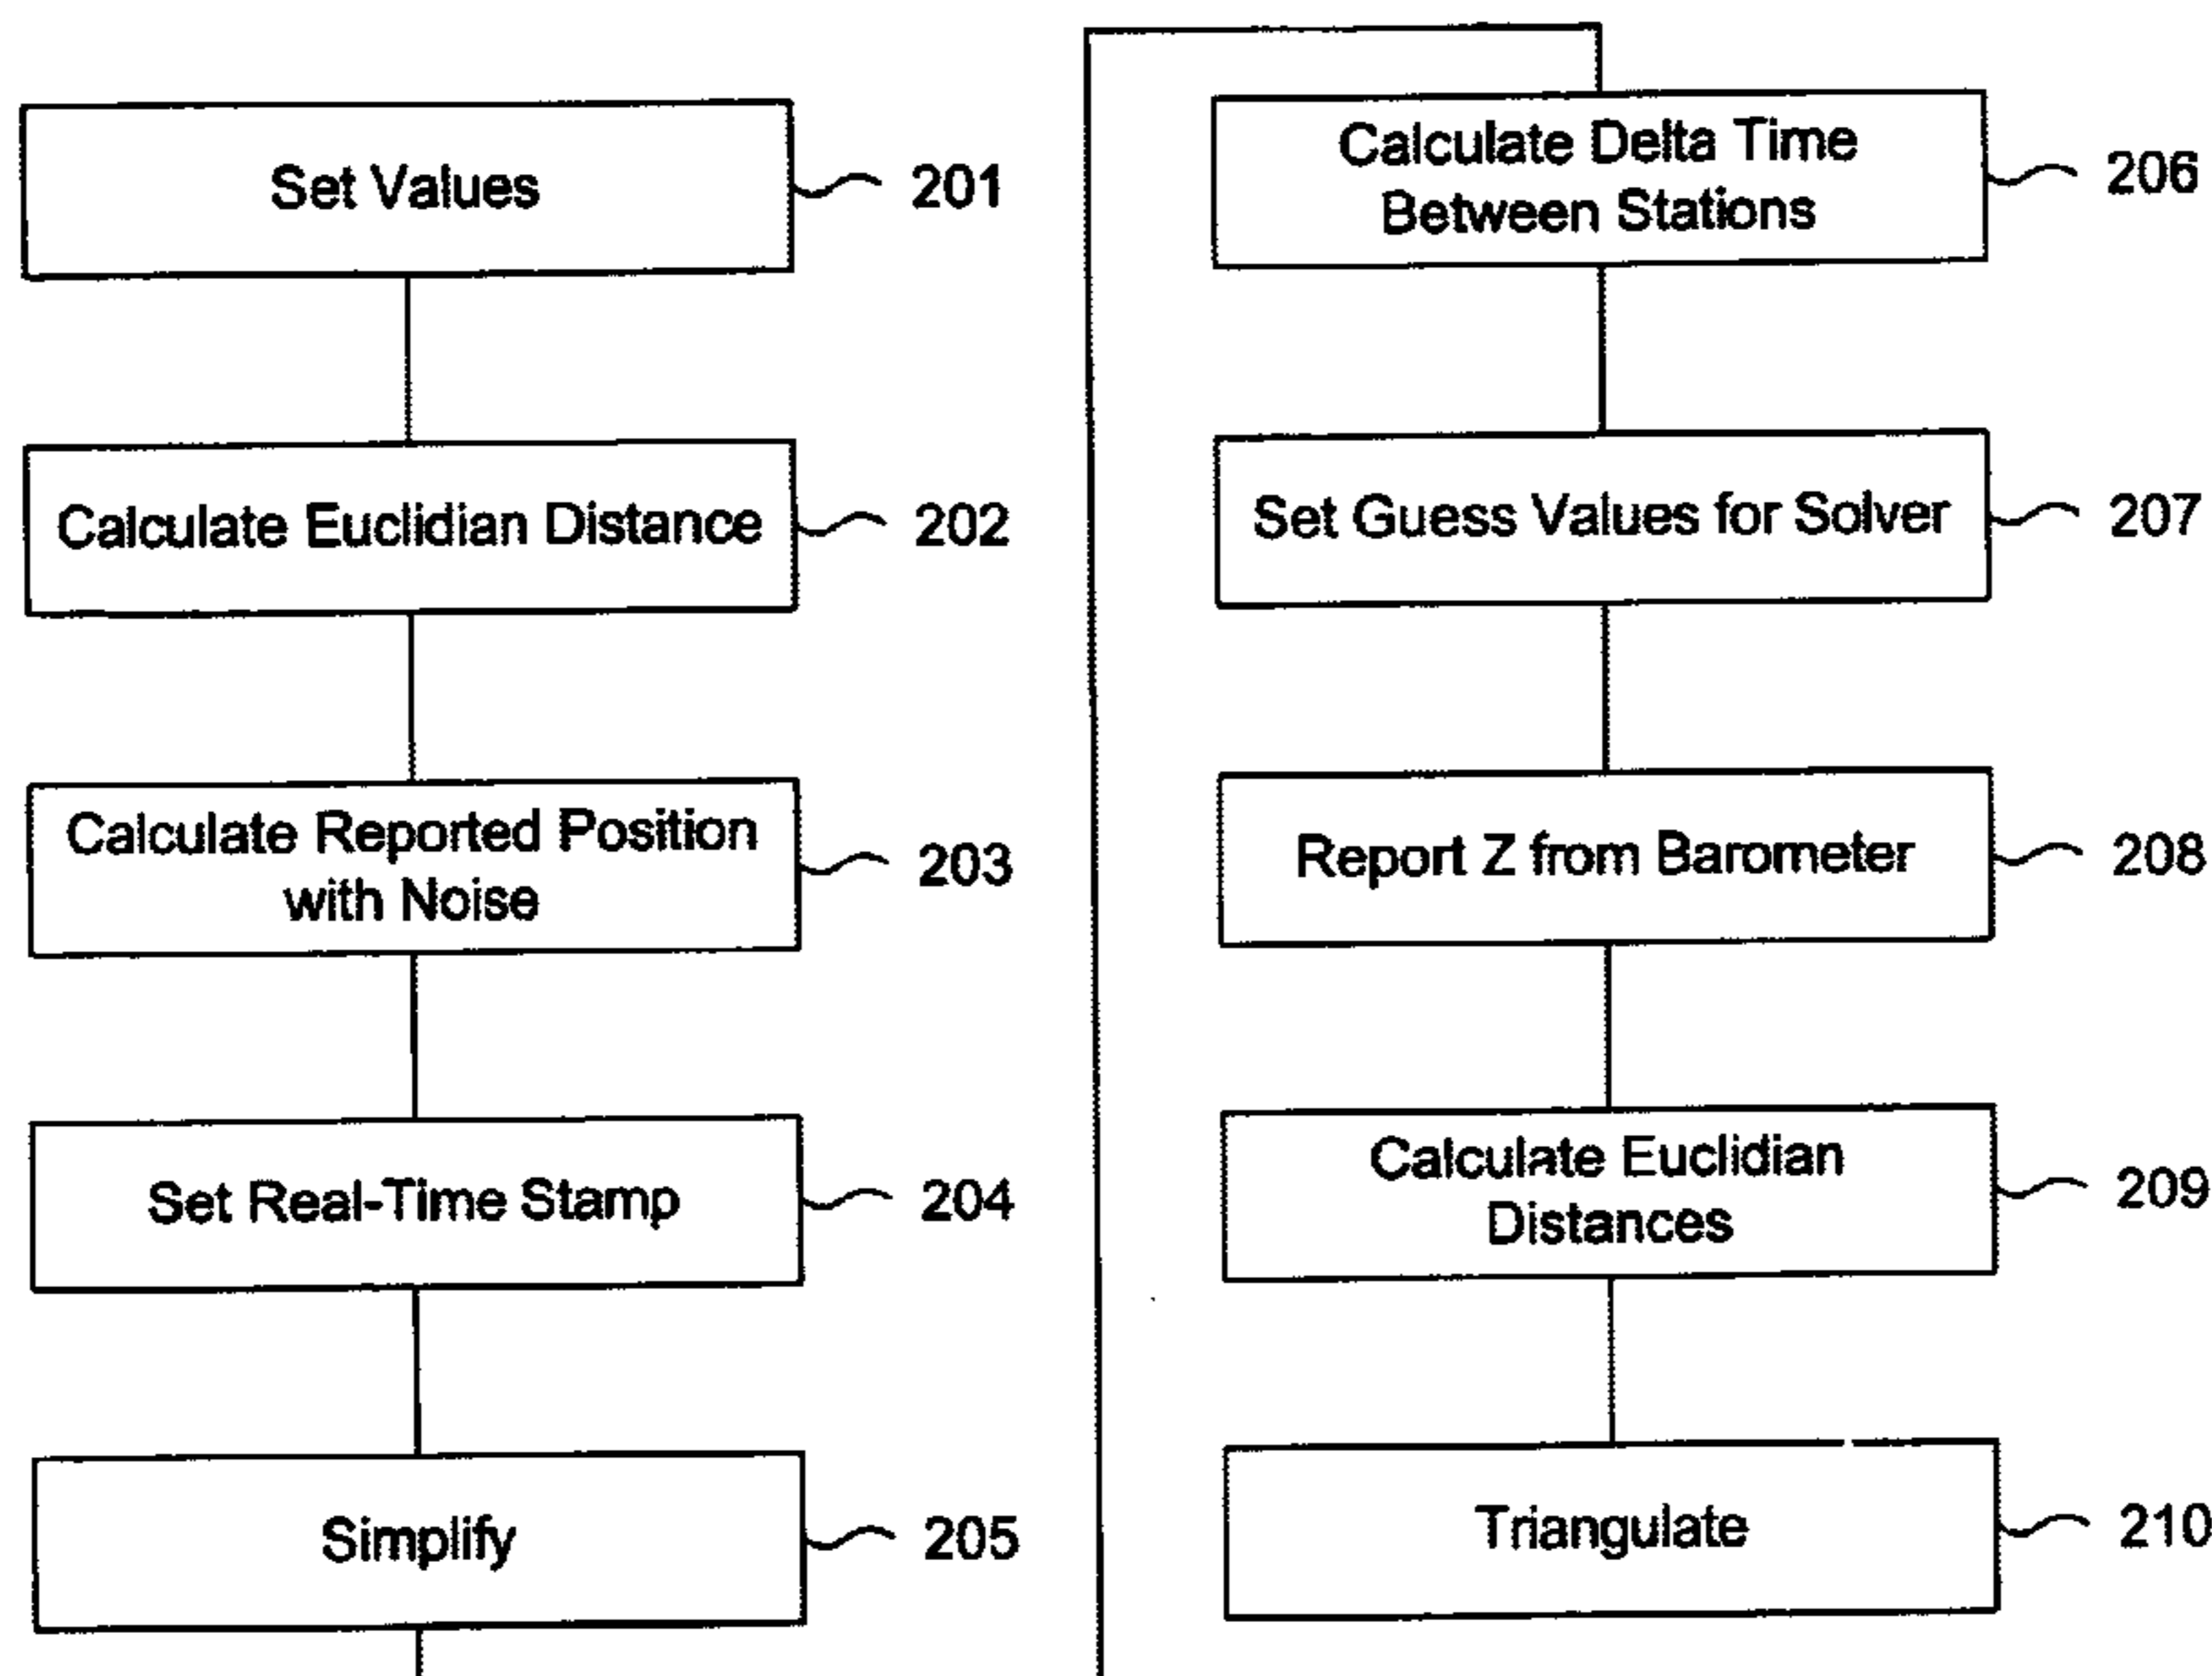 Set Values
201
Calculate Euclidian Distance
202
Calculate Reported Position
with Noise
203
Set Real-Time Stamp
204
Simplify
205
Calculate Delta Time
Between Stations
206
Set Guess Values for Solver
207
Report Z from Barometer
208
Calculate Euclidian
Distances
209
Triangulate
210